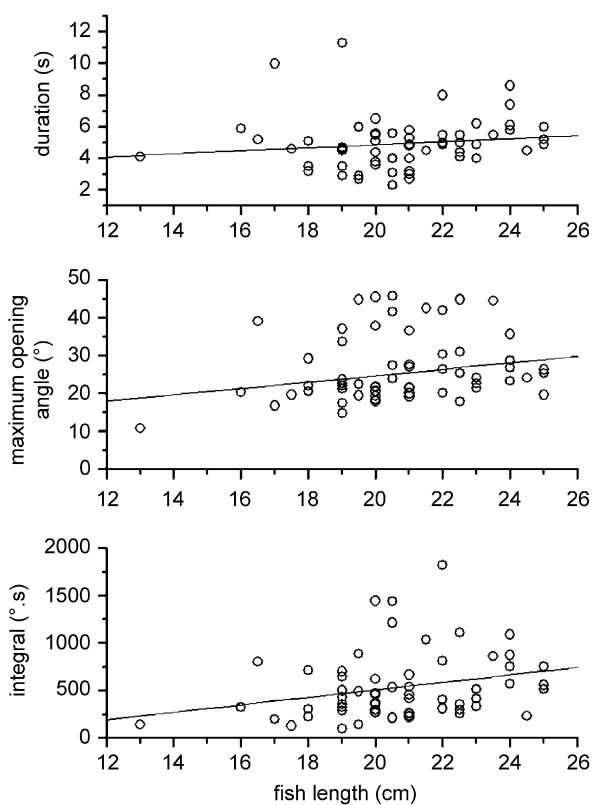 duration (s)
12
10
8
6
4
2
12 14 16 18 20 22 24 26
maximum opening
angle (°)
50
40
30
20
10
0
12 14 16 18 20 22 24 26
integral (°.s)
2000
1500
1000
500
0
12 14 16 18 20 22 24 26
fish length (cm)